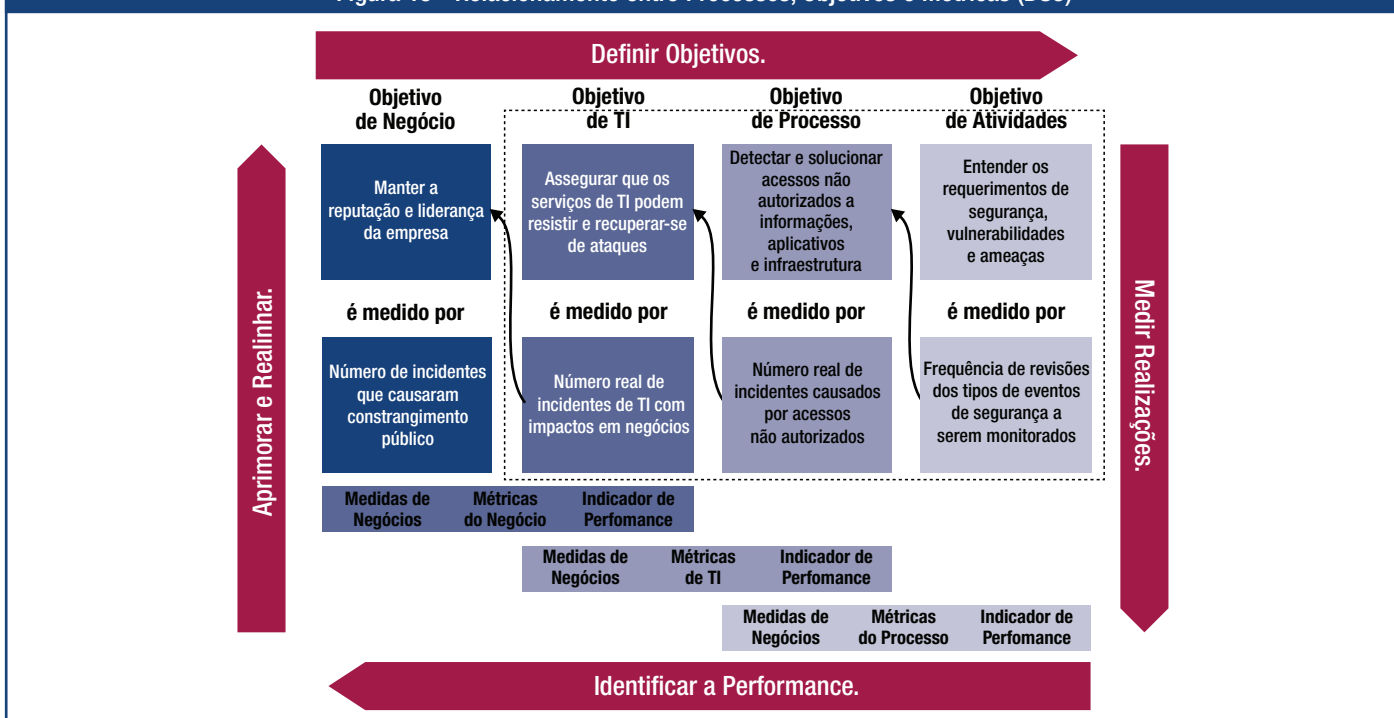 Relacionamento entre Processos, Objetivos e Métricas (DS5)
Definir Objetivos.
Objetivo
de Negócio
Objetivo
de TI
Objetivo
de Processo
Objetivo
de Atividades
Manter a
reputação e liderança
da empresa
Assegurar que os
serviços de TI podem
resistir e recuperar-se
de ataques
Detectar e solucionar
acessos não
autorizados a
informações,
aplicativos
e infraestrutura
Entender os
requerimentos de
segurança,
vulnerabilidades
e ameaças
é medido por
é medido por
é medido por
é medido por
Número de incidentes
que causaram
constrangimento
público
Número real de
incidentes de TI com
impactos em negócios
Número real de
incidentes causados
por acessos
não autorizados
Frequência de revisões
dos tipos de eventos
de segurança a
serem monitorados
Aprimorar e Realinhar.
Medir Realizações.
Medidas de
Negócios
Métricas
do Negócio
Indicador de
Perfomance
Medidas de
Negócios
Métricas
de TI
Indicador de
Perfomance
Medidas de
Negócios
Métricas
do Processo
Indicador de
Perfomance
Identificar a Performance.